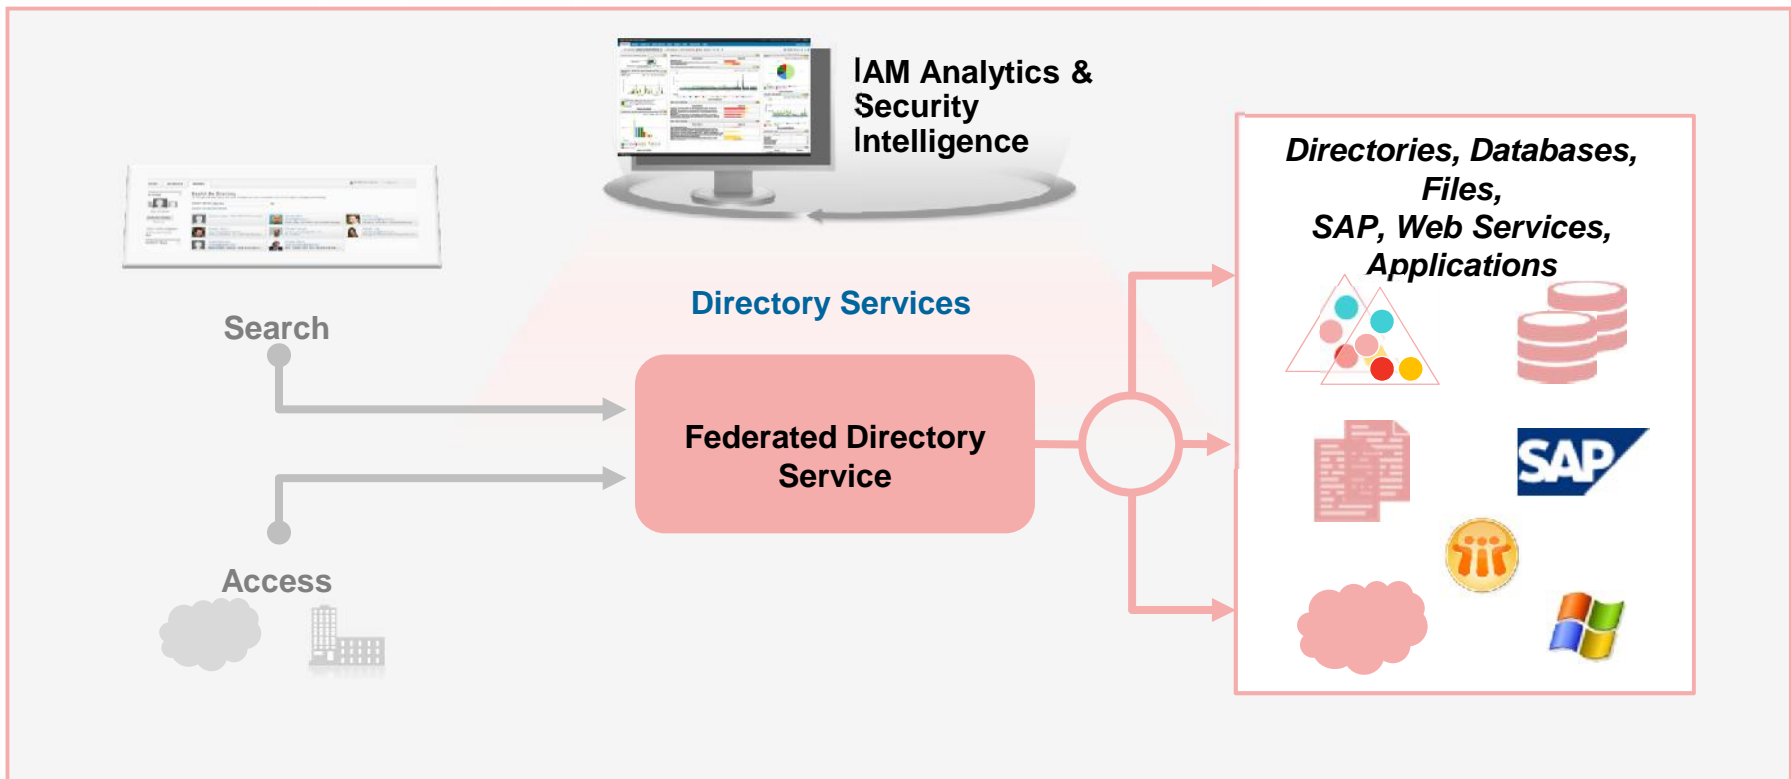 IAM Analytics &
Security
Intelligence
Directories, Databases,
Files,
SAP, Web Services,
Applications
Directory Services
Search
Federated Directory
Service
SAP
Access